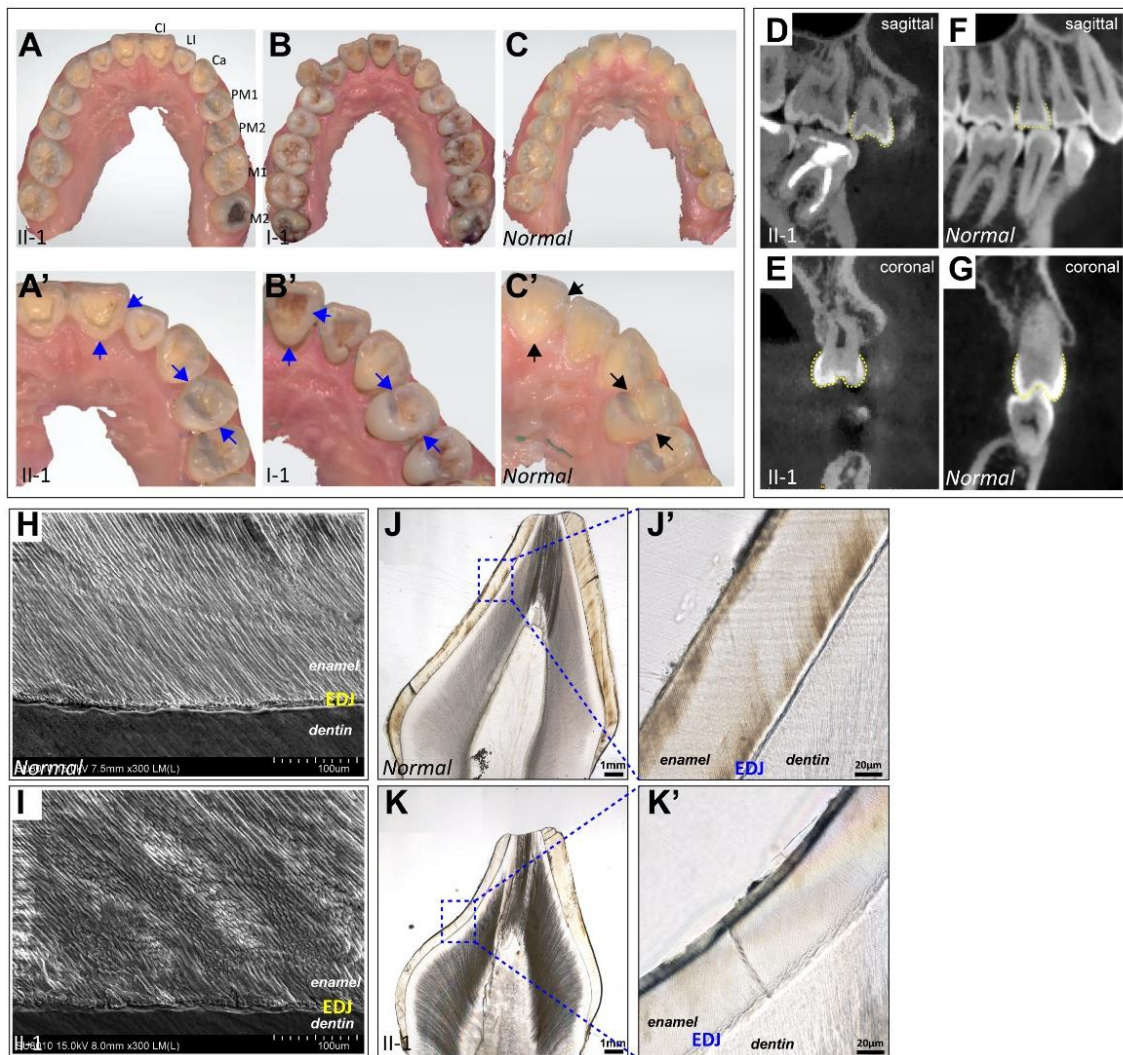 A
CI
LI
Ca
PM1
PM2
M1
M2
II-1
B
I-1
C
Normal
A’
II-1
B’
I-1
C’
Normal
D
sagittal
II-1
F
sagittal
Normal
E
coronal
II-1
G
coronal
Normal
H
enamel
EDJ
dentin
Normal
7.5mm x300 LM(L)
100um
J
Normal
1mm
J’
enamel
EDJ
dentin
20µm
I
enamel
EDJ
dentin
II-1
15.0kV 8.0mm x300 LM(L)
100um
K
II-1
1mm
K’
enamel
EDJ
dentin
20µm